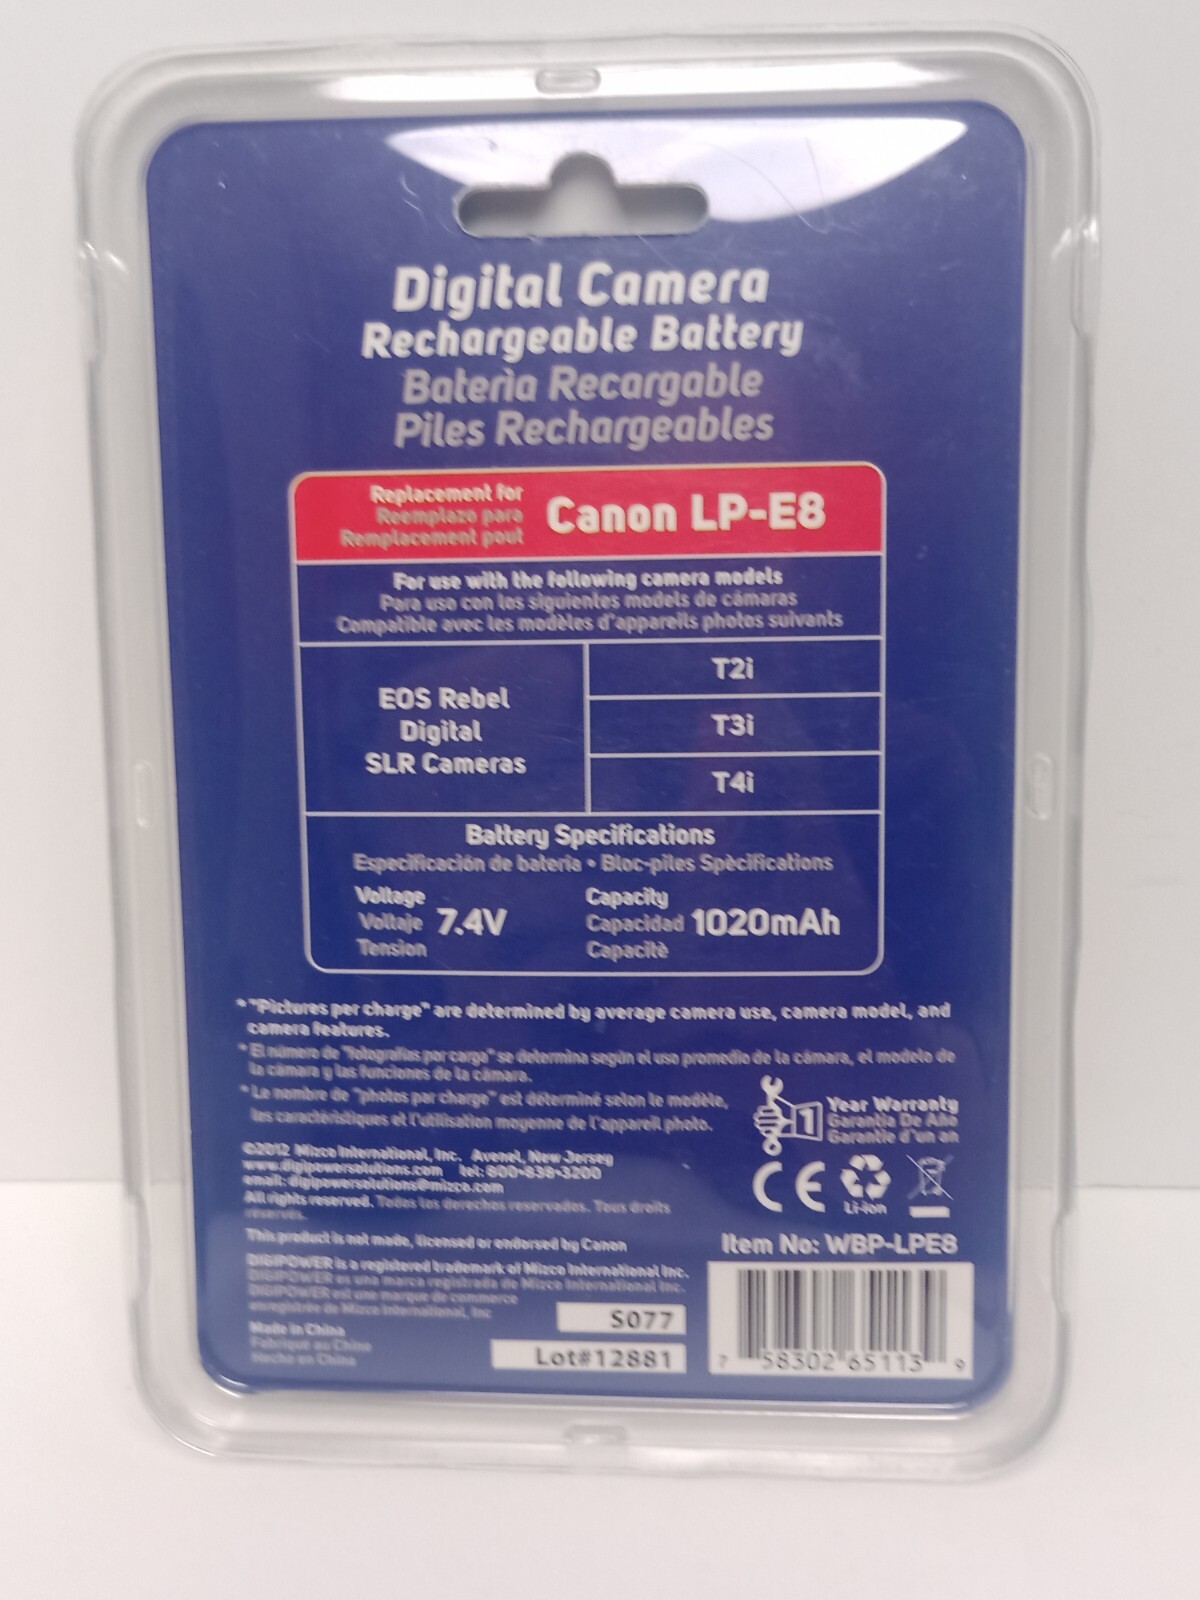 Digital Camera
Rechargeable Battery
Baterìa Recargable
Piles Rechargeables
Replacement for
Reemplazo para
Remplacement pout
Canon LP-E8
For use with the following camera models
Para uso con los siguientes models de cámaras
Compatible avec les modèles d'appareils photos suivants
EOS Rebel
Digital
SLR Cameras
T2i
T3i
T4i
Battery Specifications
Especificación de bateria • Bloc-piles Spècifications
Voltage
Voltaje
Tension
7.4V
Capacity
Capacidad
Capacitè
1020mAh
* "Pictures per charge" are determined by average camera use, camera model, and
camera features.
* El número de "fotografías por carga" se determina según el uso promedio de la cámara, el modelo de
la cámara y las funciones de la cámara.
* Le nombre de "photos par charge" est déterminé selon le modèle,
les caractéristiques et l'utilisation moyenne de l'appareil photo.
1
Year Warranty
Garantia De Año
Garantie d'un an
©2012 Mizco International, Inc. Avenel, New Jersey
www.digipowersolutions.com tel: 800-838-3200
email: digipowersolutions@mizco.com
All rights reserved. Todos los derechos reservados. Tous droits
réservés.
CE
Li-ion
This product is not made, licensed or endorsed by Canon
DIGIPOWER is a registered trademark of Mizco International Inc.
DIGIPOWER es una marca registrada de Mizco International Inc.
DIGIPOWER est une marque de commerce
enregistrée de Mizco International, Inc
Made in China
Fabriqué au China
Hecho en China
S077
Lot#12881
Item No: WBP-LPE8
7 58302 65113 9